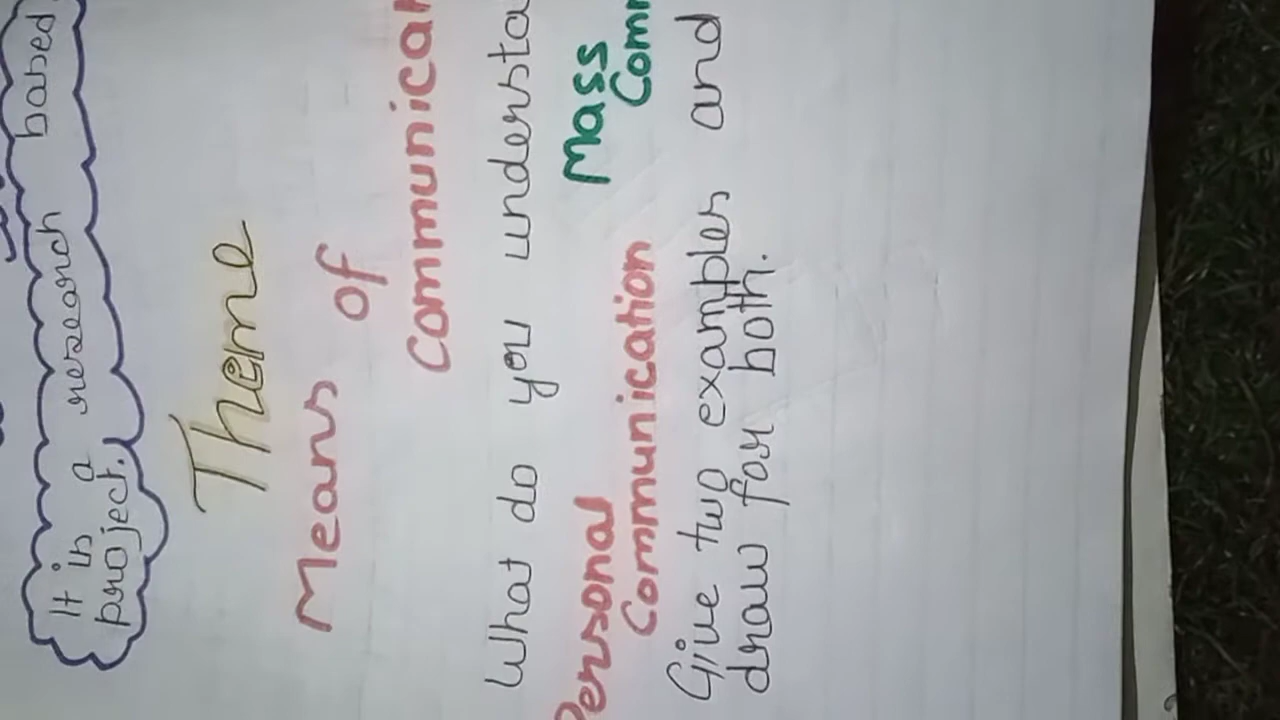 It is a research based
project.
Theme
Means of
Communicat
What do you understa
Personal Mass
Communication Comm
Give two examples and
draw for both.